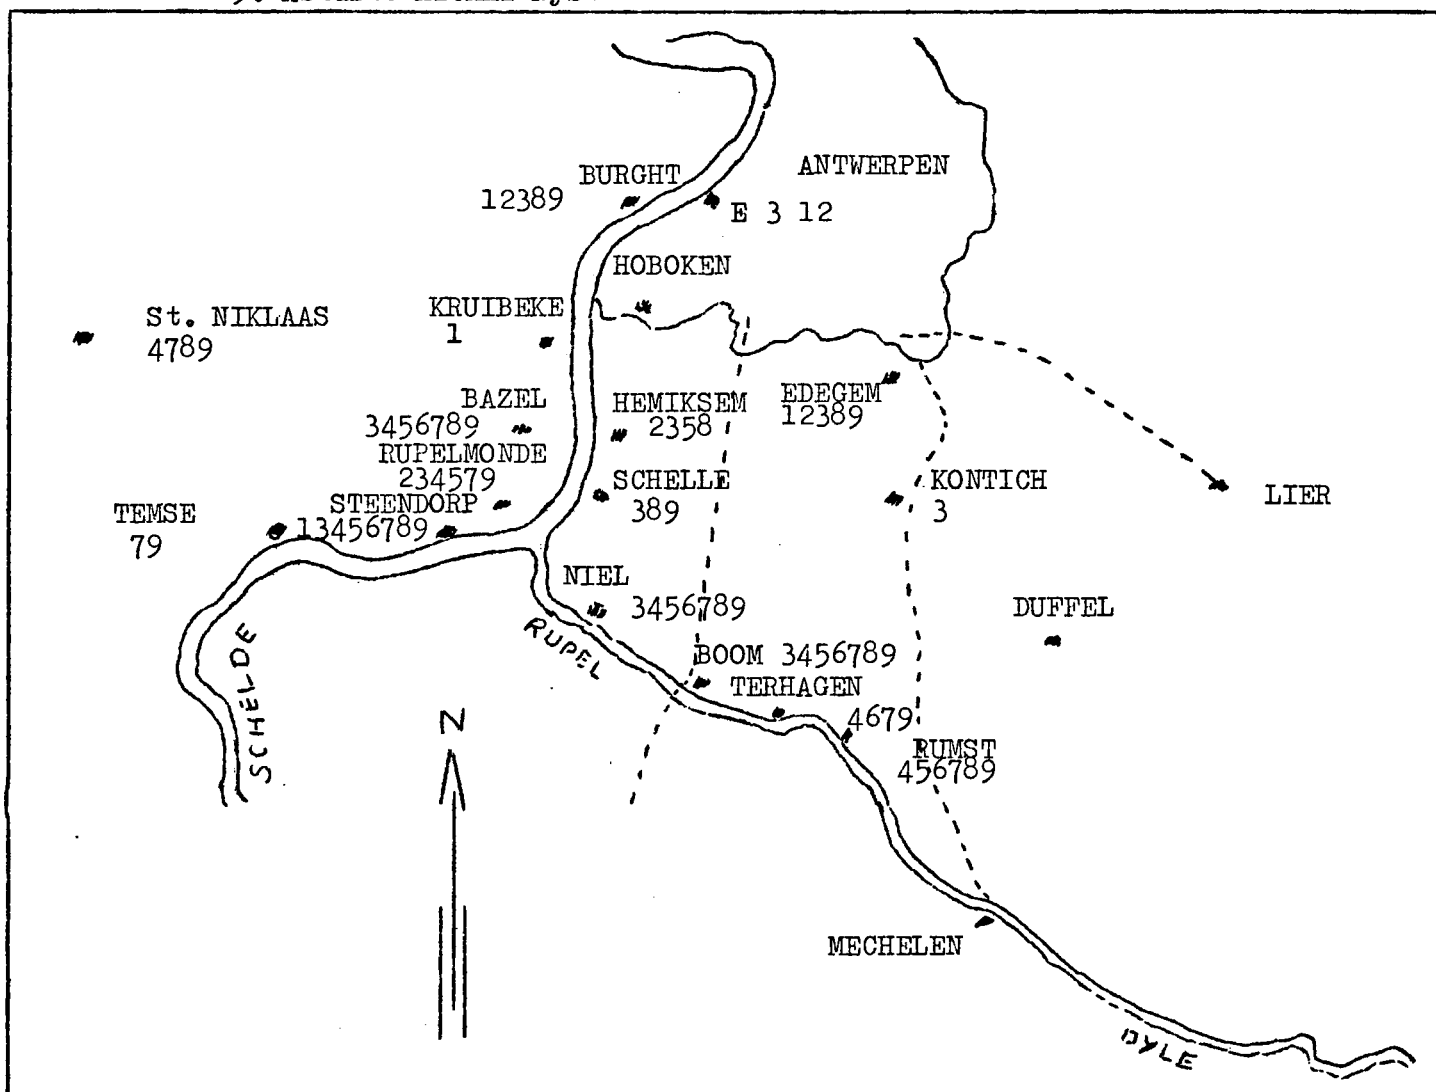 ANTWERPEN
BURGHT
12389
E 3 12
HOBOKEN
St. NIKLAAS
4789
KRUIBEKE
1
BAZEL
3456789
HEMIKSEM
2358
EDEGEM
12389
RUPELMONDE
234579
SCHELLE
389
KONTICH
3
LIER
TEMSE
79
STEENDORP
13456789
NIEL
3456789
DUFFEL
RUPEL
BOOM 3456789
TERHAGEN
4679
SCHELDE
N
RUMST
456789
MECHELEN
DYLE